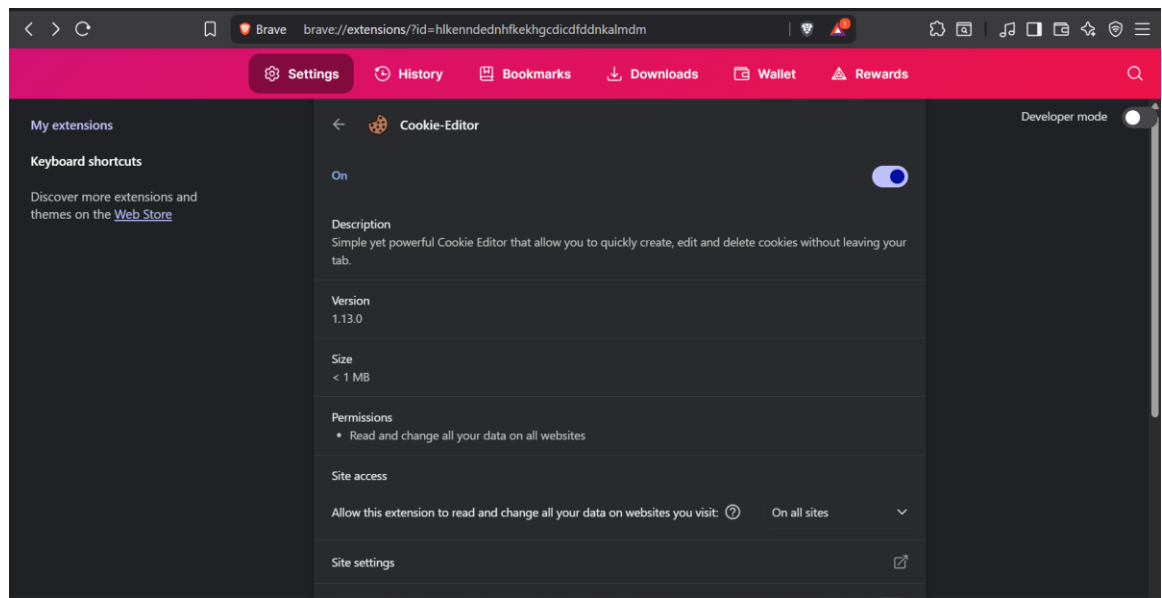 Brave brave://extensions/?id=hlkenndednhfkekhgcdicdfddnkalmdm
Settings History Bookmarks Downloads Wallet Rewards
My extensions
Keyboard shortcuts
Discover more extensions and
themes on the Web Store
Cookie-Editor
Developer mode
On
Description
Simple yet powerful Cookie Editor that allow you to quickly create, edit and delete cookies without leaving your
tab.
Version
1.13.0
Size
< 1 MB
Permissions
• Read and change all your data on all websites
Site access
Allow this extension to read and change all your data on websites you visit: On all sites
Site settings